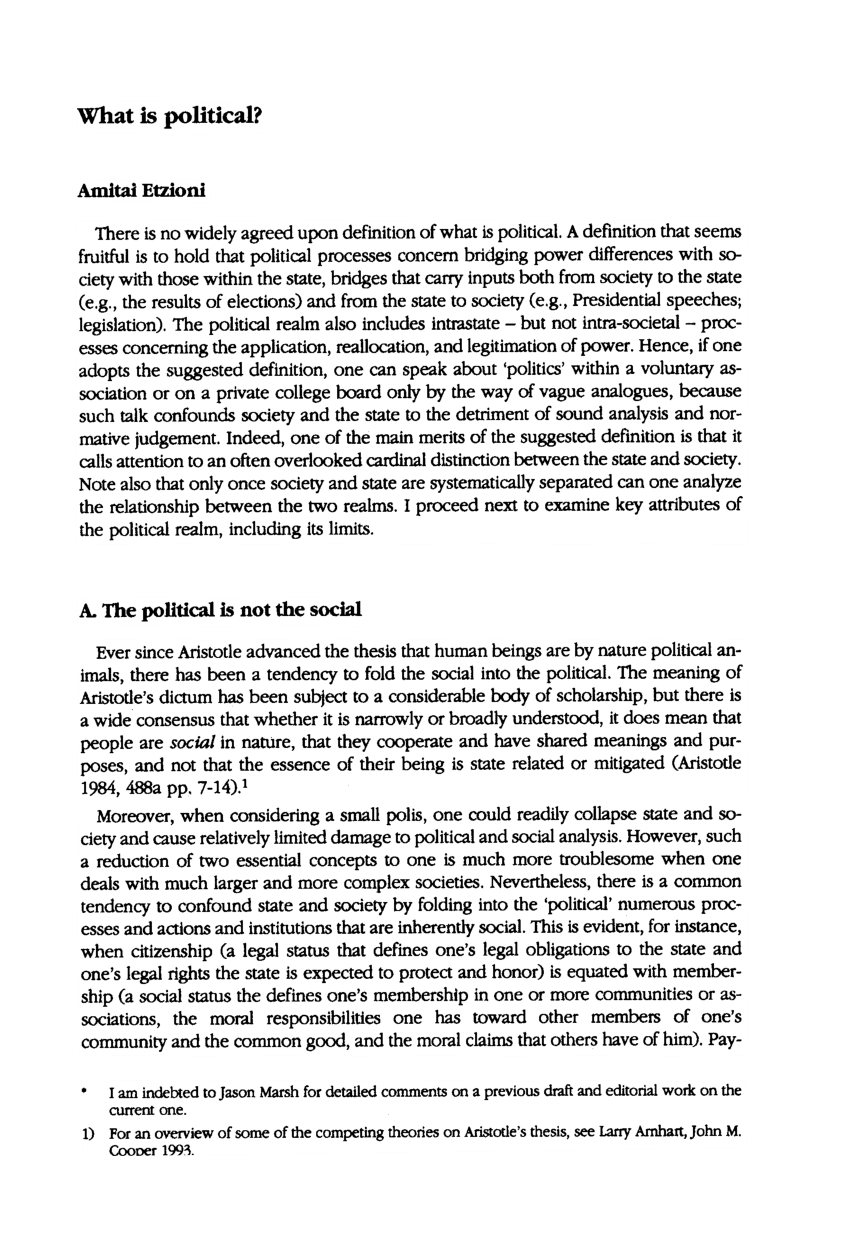 What is political?
Amitai Etzioni
There is no widely agreed upon definition of what is political. A definition that seems
fruitful is to hold that political processes concern bridging power differences with so-
ciety with those within the state, bridges that carry inputs both from society to the state
(e.g., the results of elections) and from the state to society (e.g., Presidential speeches;
legislation). The political realm also includes intrastate – but not intra-societal – proc-
esses concerning the application, reallocation, and legitimation of power. Hence, if one
adopts the suggested definition, one can speak about ‘politics’ within a voluntary as-
sociation or on a private college board only by the way of vague analogues, because
such talk confounds society and the state to the detriment of sound analysis and nor-
mative judgement. Indeed, one of the main merits of the suggested definition is that it
calls attention to an often overlooked cardinal distinction between the state and society.
Note also that only once society and state are systematically separated can one analyze
the relationship between the two realms. I proceed next to examine key attributes of
the political realm, including its limits.
A. The political is not the social
Ever since Aristotle advanced the thesis that human beings are by nature political an-
imals, there has been a tendency to fold the social into the political. The meaning of
Aristotle’s dictum has been subject to a considerable body of scholarship, but there is
a wide consensus that whether it is narrowly or broadly understood, it does mean that
people are social in nature, that they cooperate and have shared meanings and pur-
poses, and not that the essence of their being is state related or mitigated (Aristotle
1984, 488a pp. 7-14).1
Moreover, when considering a small polis, one could readily collapse state and so-
ciety and cause relatively limited damage to political and social analysis. However, such
a reduction of two essential concepts to one is much more troublesome when one
deals with much larger and more complex societies. Nevertheless, there is a common
tendency to confound state and society by folding into the ‘political’ numerous proc-
esses and actions and institutions that are inherently social. This is evident, for instance,
when citizenship (a legal status that defines one’s legal obligations to the state and
one’s legal rights the state is expected to protect and honor) is equated with member-
ship (a social status the defines one’s membership in one or more communities or as-
sociations, the moral responsibilities one has toward other members of one’s
community and the common good, and the moral claims that others have of him). Pay-
* I am indebted to Jason Marsh for detailed comments on a previous draft and editorial work on the
current one.
1) For an overview of some of the competing theories on Aristotle’s thesis, see Larry Arnhart, John M.
Cooper 1993.